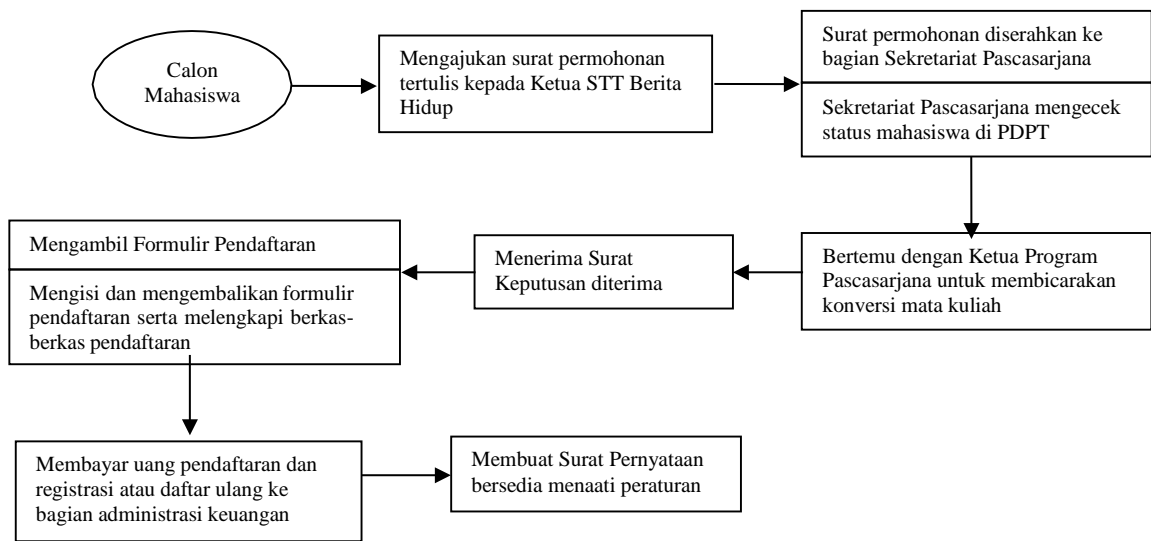 Calon
Mahasiswa
Mengajukan surat permohonan
tertulis kepada Ketua STT Berita
Hidup
Surat permohonan diserahkan ke
bagian Sekretariat Pascasarjana
Sekretariat Pascasarjana mengecek
status mahasiswa di PDPT
Bertemu dengan Ketua Program
Pascasarjana untuk membicarakan
konversi mata kuliah
Menerima Surat
Keputusan diterima
Mengambil Formulir Pendaftaran
Mengisi dan mengembalikan formulir
pendaftaran serta melengkapi berkas-
berkas pendaftaran
Membayar uang pendaftaran dan
registrasi atau daftar ulang ke
bagian administrasi keuangan
Membuat Surat Pernyataan
bersedia menaati peraturan